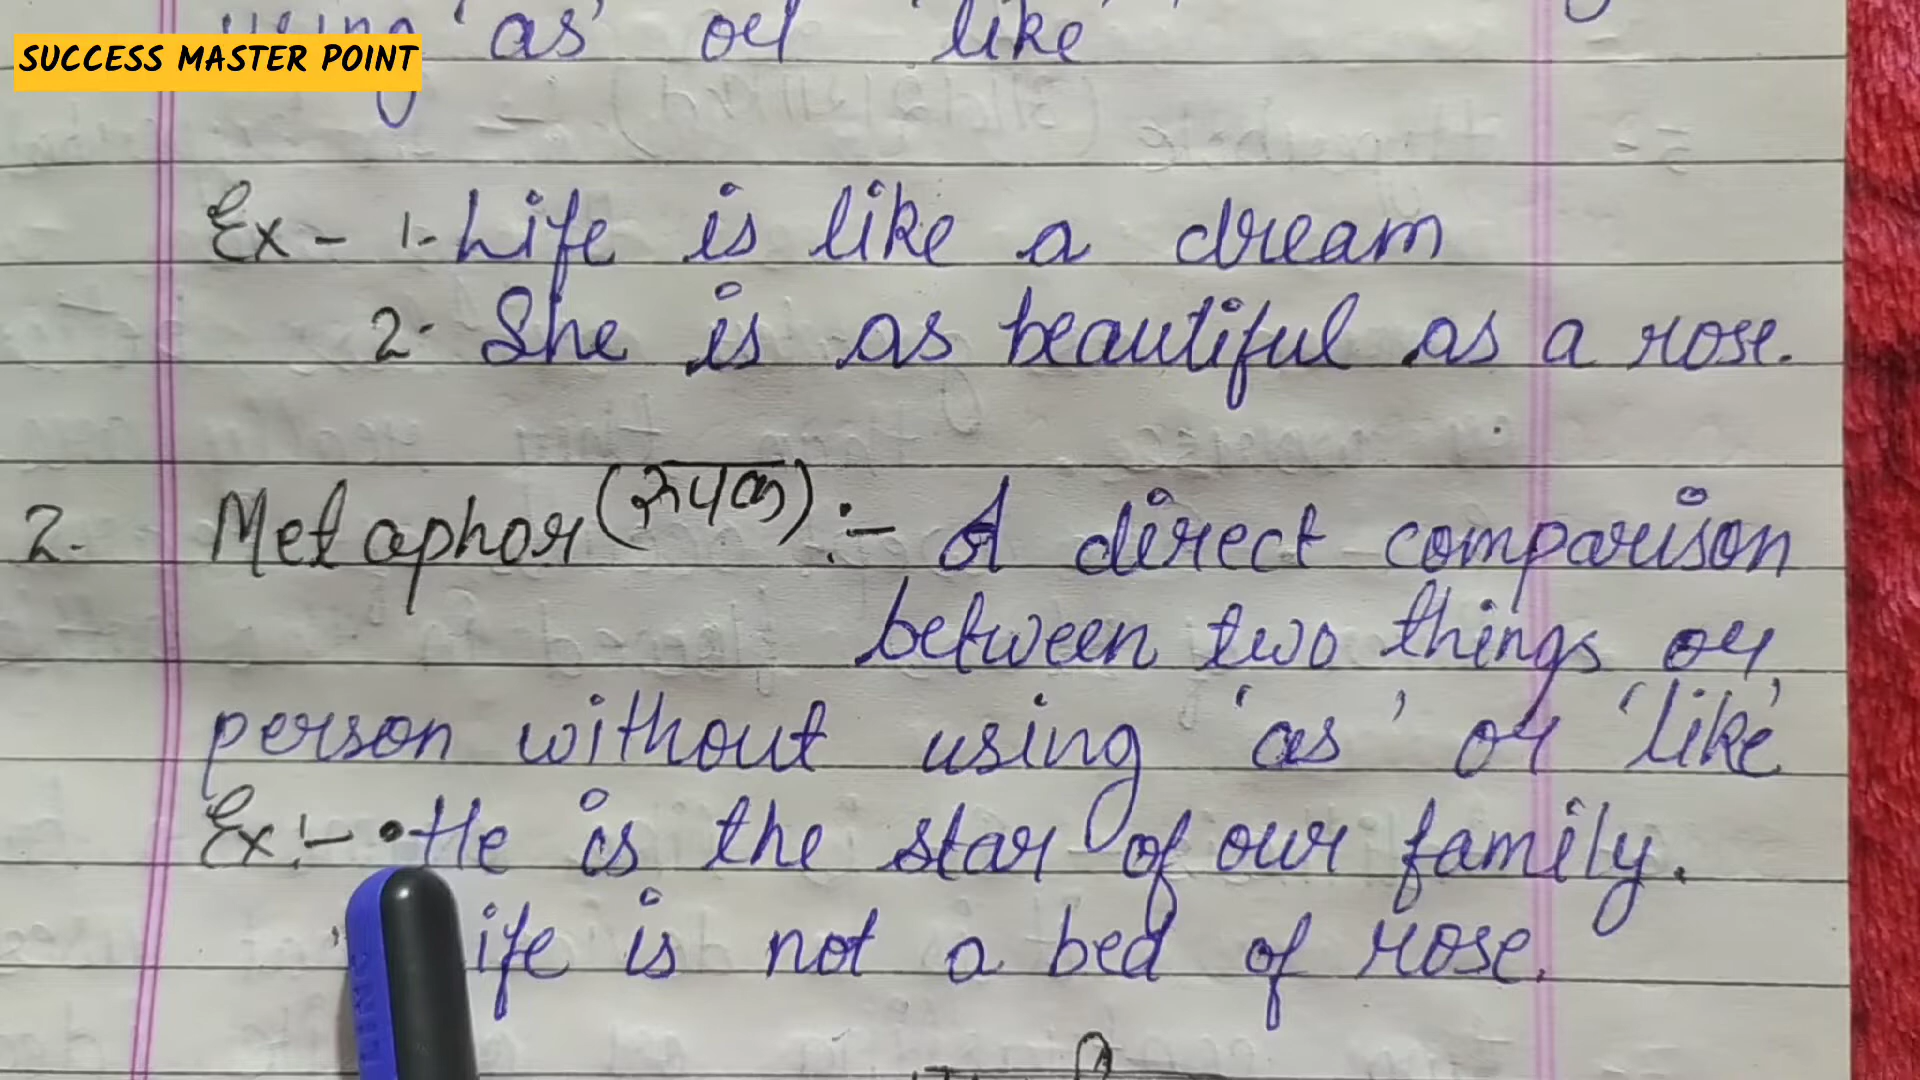 SUCCESS MASTER POINT
using 'as' or 'like'
Ex - 1. Life is like a dream
2. She is as beautiful as a rose.
2. Metaphor (रूपक) :- A direct comparison
between two things or
person without using 'as' or 'like'
Ex :- • He is the star of our family.
ife is not a bed of rose.